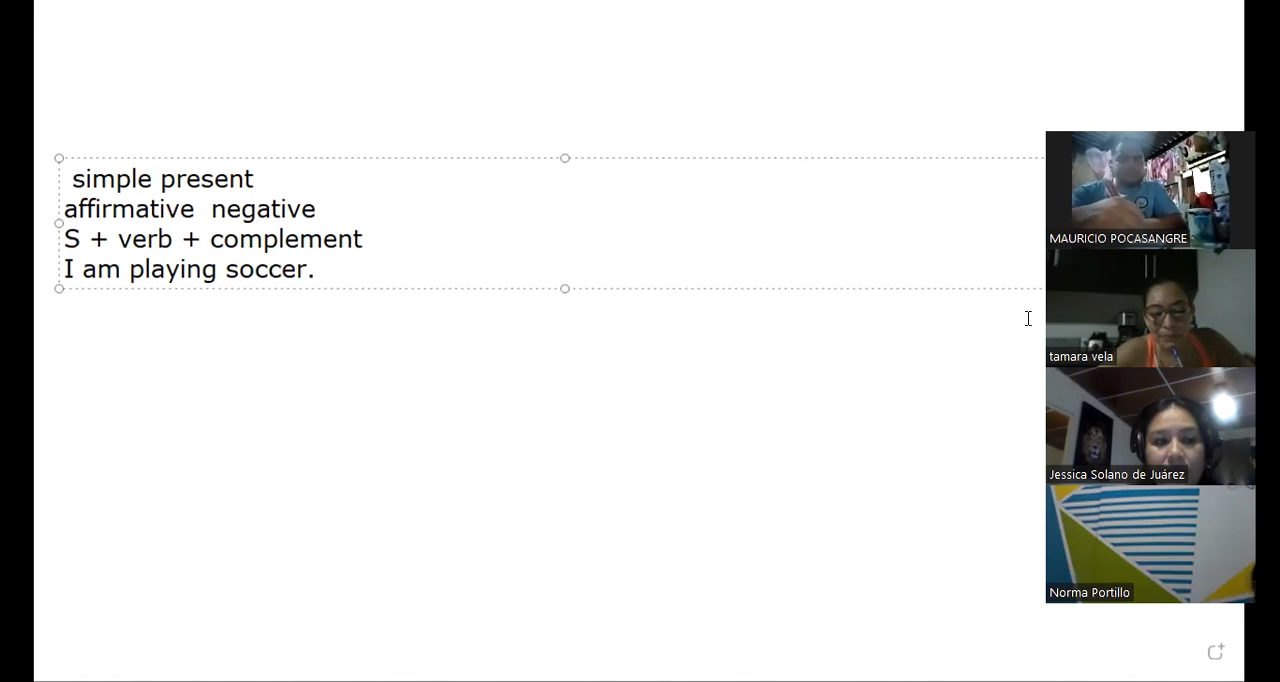 simple present
affirmative  negative
S + verb + complement
I am playing soccer.
MAURICIO POCASANGRE
tamara vela
Jessica Solano de Juárez
Norma Portillo